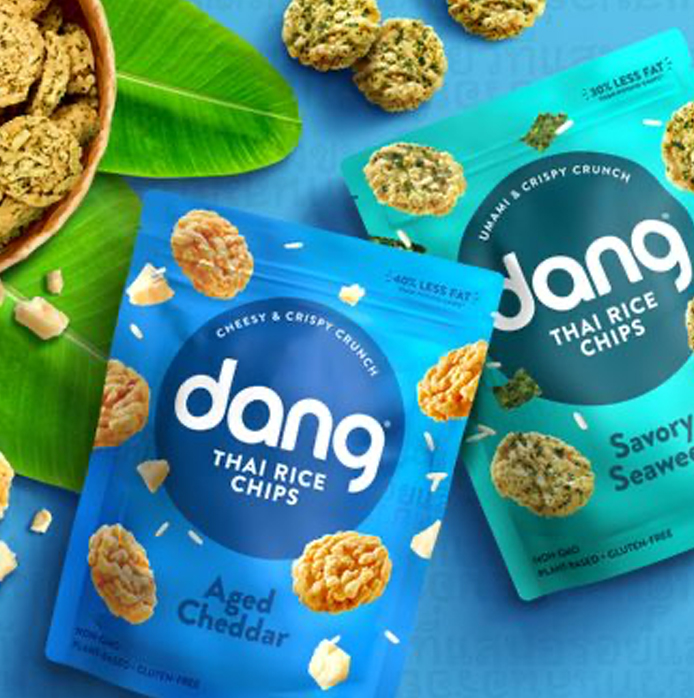 40% LESS FAT
CHEESY & CRISPY CRUNCH
dang
THAI RICE
CHIPS
Aged
Cheddar
NON-GMO
PLANT-BASED • GLUTEN-FREE
30% LESS FAT
UMAMI & CRISPY CRUNCH
dang
THAI RICE
CHIPS
Savory
Seawee
NON-GMO
PLANT-BASED • GLUTEN-FREE